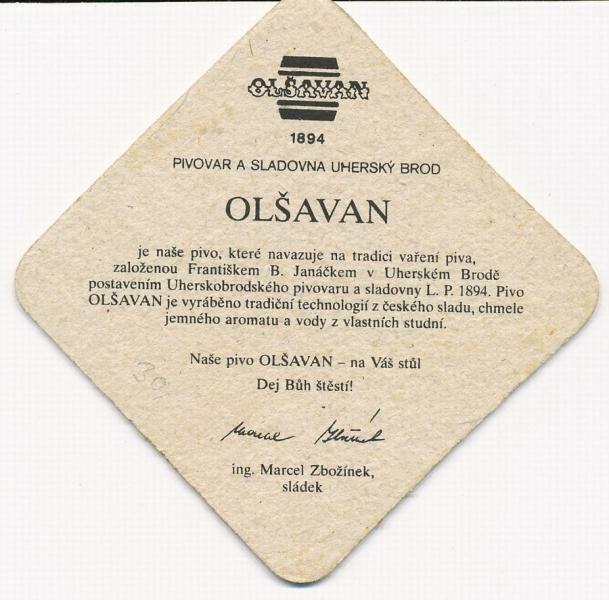 OLŠAVAN
1894
PIVOVAR A SLADOVNA UHERSKÝ BROD
OLŠAVAN
je naše pivo, které navazuje na tradici vaření piva,
založenou Františkem B. Janáčkem v Uherském Brodě
postavením Uherskobrodského pivovaru a sladovny L. P. 1894. Pivo
OLŠAVAN je vyráběno tradiční technologií z českého sladu, chmele
jemného aromatu a vody z vlastních studní.
Naše pivo OLŠAVAN – na Váš stůl
Dej Bůh štěstí!
ing. Marcel Zbožínek,
sládek